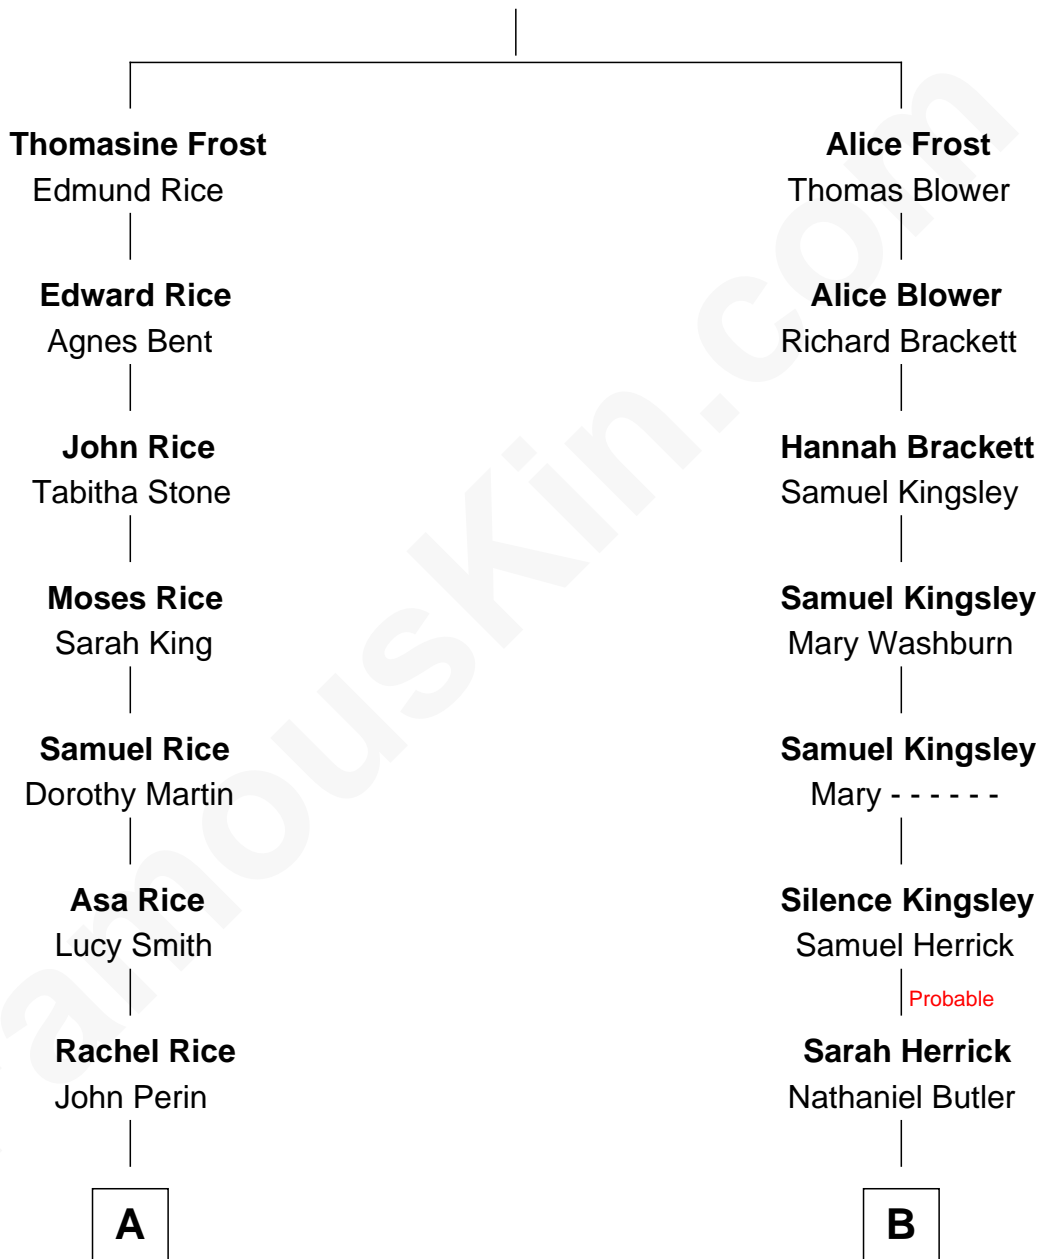 Thomasine Frost
Edmund Rice
Edward Rice
Agnes Bent
John Rice
Tabitha Stone
Moses Rice
Sarah King
Samuel Rice
Dorothy Martin
Asa Rice
Lucy Smith
Rachel Rice
John Perin
A
Alice Frost
Thomas Blower
Alice Blower
Richard Brackett
Hannah Brackett
Samuel Kingsley
Samuel Kingsley
Mary Washburn
Samuel Kingsley
Mary - - - - - -
Silence Kingsley
Samuel Herrick
Probable
Sarah Herrick
Nathaniel Butler
B
amousKin.com